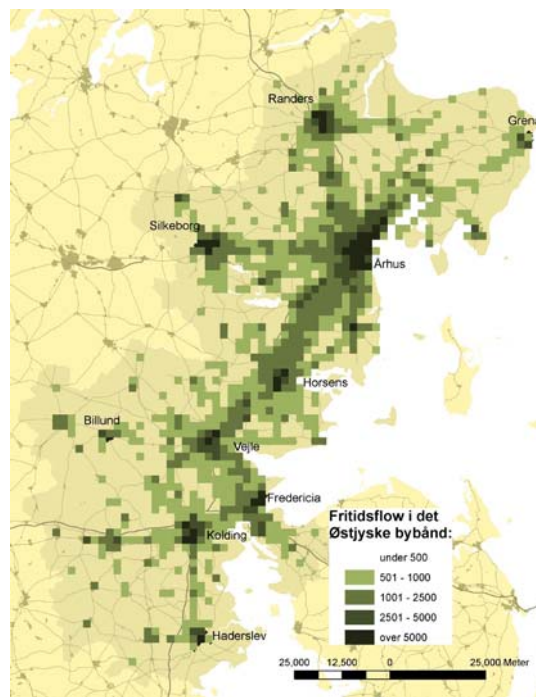 Randers
Grena
Silkeborg
Århus
Horsens
Billund
Vejle
Fredericia
Kolding
Haderslev
Fritidsflow i det
Østjyske bybånd:
under 500
501 - 1000
1001 - 2500
2501 - 5000
over 5000
25,000 12,500 0 25,000 Meter